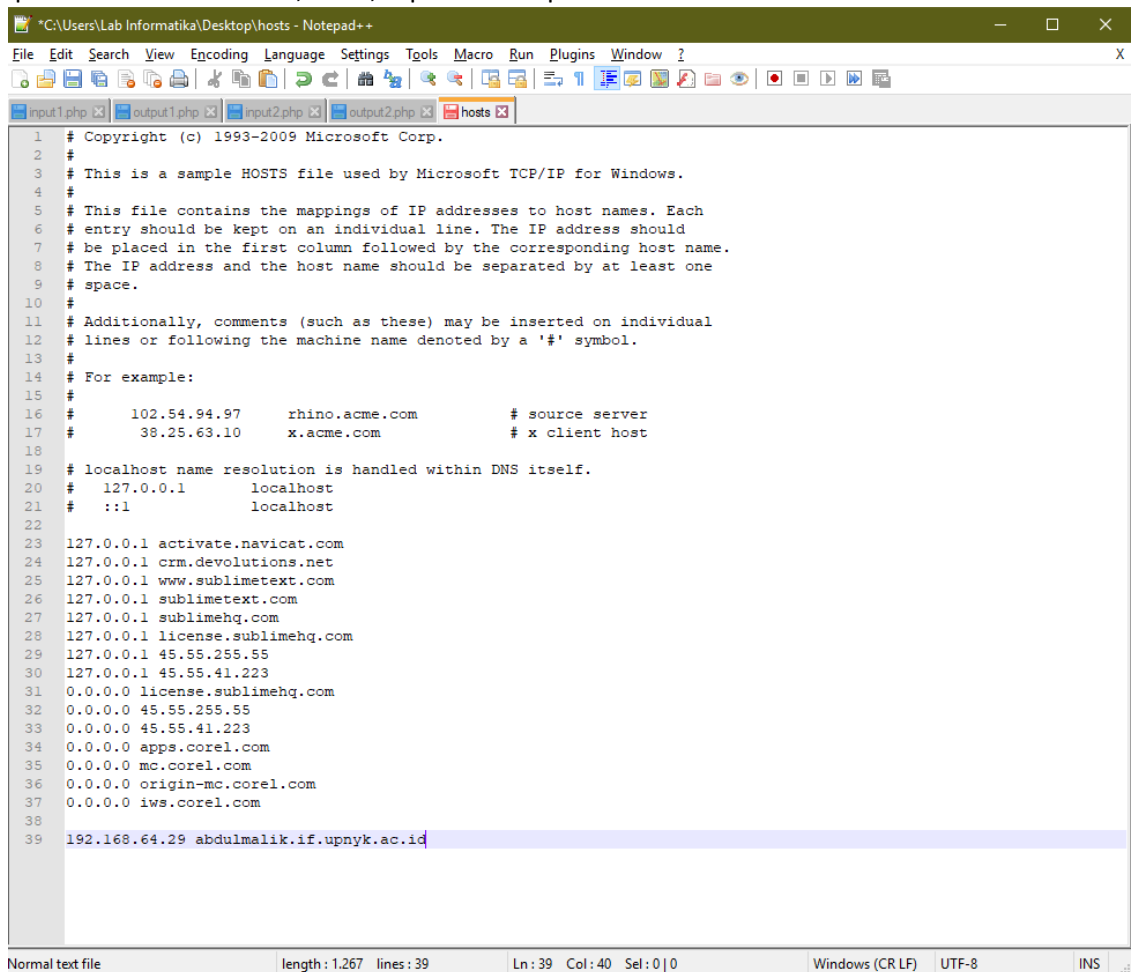 *C:\Users\Lab Informatika\Desktop\hosts - Notepad++
File Edit Search View Encoding Language Settings Tools Macro Run Plugins Window ? X
input1.php output1.php input2.php output2.php hosts
1 # Copyright (c) 1993-2009 Microsoft Corp.
2 #
3 # This is a sample HOSTS file used by Microsoft TCP/IP for Windows.
4 #
5 # This file contains the mappings of IP addresses to host names. Each
6 # entry should be kept on an individual line. The IP address should
7 # be placed in the first column followed by the corresponding host name.
8 # The IP address and the host name should be separated by at least one
9 # space.
10 #
11 # Additionally, comments (such as these) may be inserted on individual
12 # lines or following the machine name denoted by a '#' symbol.
13 #
14 # For example:
15 #
16 #      102.54.94.97     rhino.acme.com          # source server
17 #       38.25.63.10     x.acme.com              # x client host
18
19 # localhost name resolution is handled within DNS itself.
20 #   127.0.0.1       localhost
21 #   ::1             localhost
22
23 127.0.0.1 activate.navicat.com
24 127.0.0.1 crm.devolutions.net
25 127.0.0.1 www.sublimetext.com
26 127.0.0.1 sublimetext.com
27 127.0.0.1 sublimehq.com
28 127.0.0.1 license.sublimehq.com
29 127.0.0.1 45.55.255.55
30 127.0.0.1 45.55.41.223
31 0.0.0.0 license.sublimehq.com
32 0.0.0.0 45.55.255.55
33 0.0.0.0 45.55.41.223
34 0.0.0.0 apps.corel.com
35 0.0.0.0 mc.corel.com
36 0.0.0.0 origin-mc.corel.com
37 0.0.0.0 iws.corel.com
38
39 192.168.64.29 abdulmalik.if.upnyk.ac.id
Normal text file length : 1.267 lines : 39 Ln : 39 Col : 40 Sel : 0 | 0 Windows (CR LF) UTF-8 INS